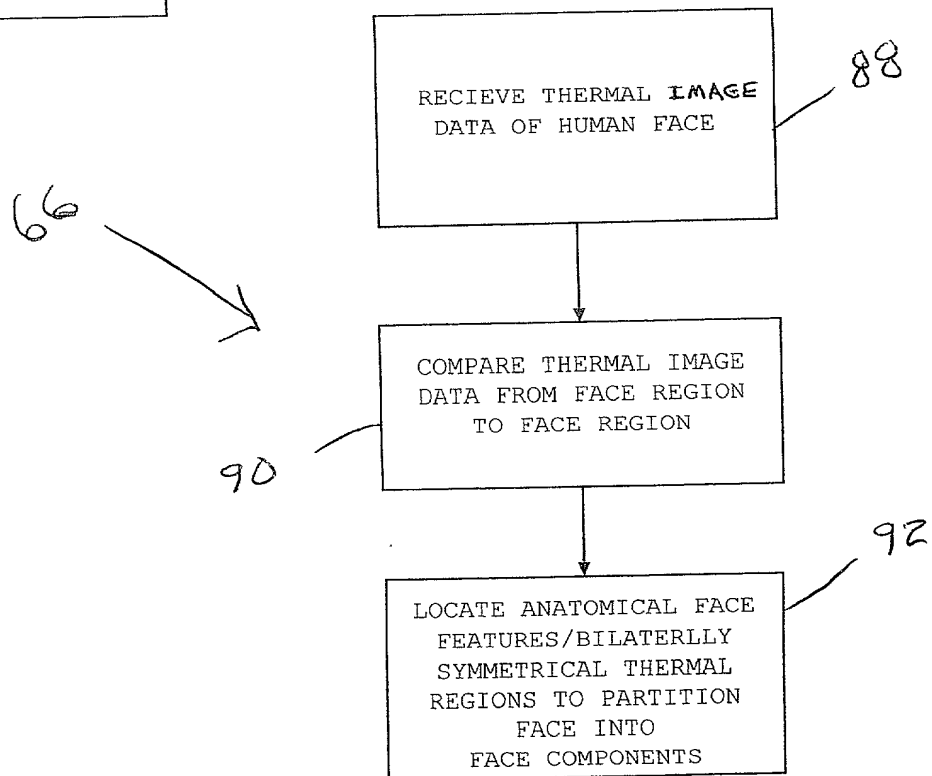 RECIEVE THERMAL IMAGE
DATA OF HUMAN FACE
88
66
COMPARE THERMAL IMAGE
DATA FROM FACE REGION
TO FACE REGION
90
92
LOCATE ANATOMICAL FACE
FEATURES/BILATERLLY
SYMMETRICAL THERMAL
REGIONS TO PARTITION
FACE INTO
FACE COMPONENTS